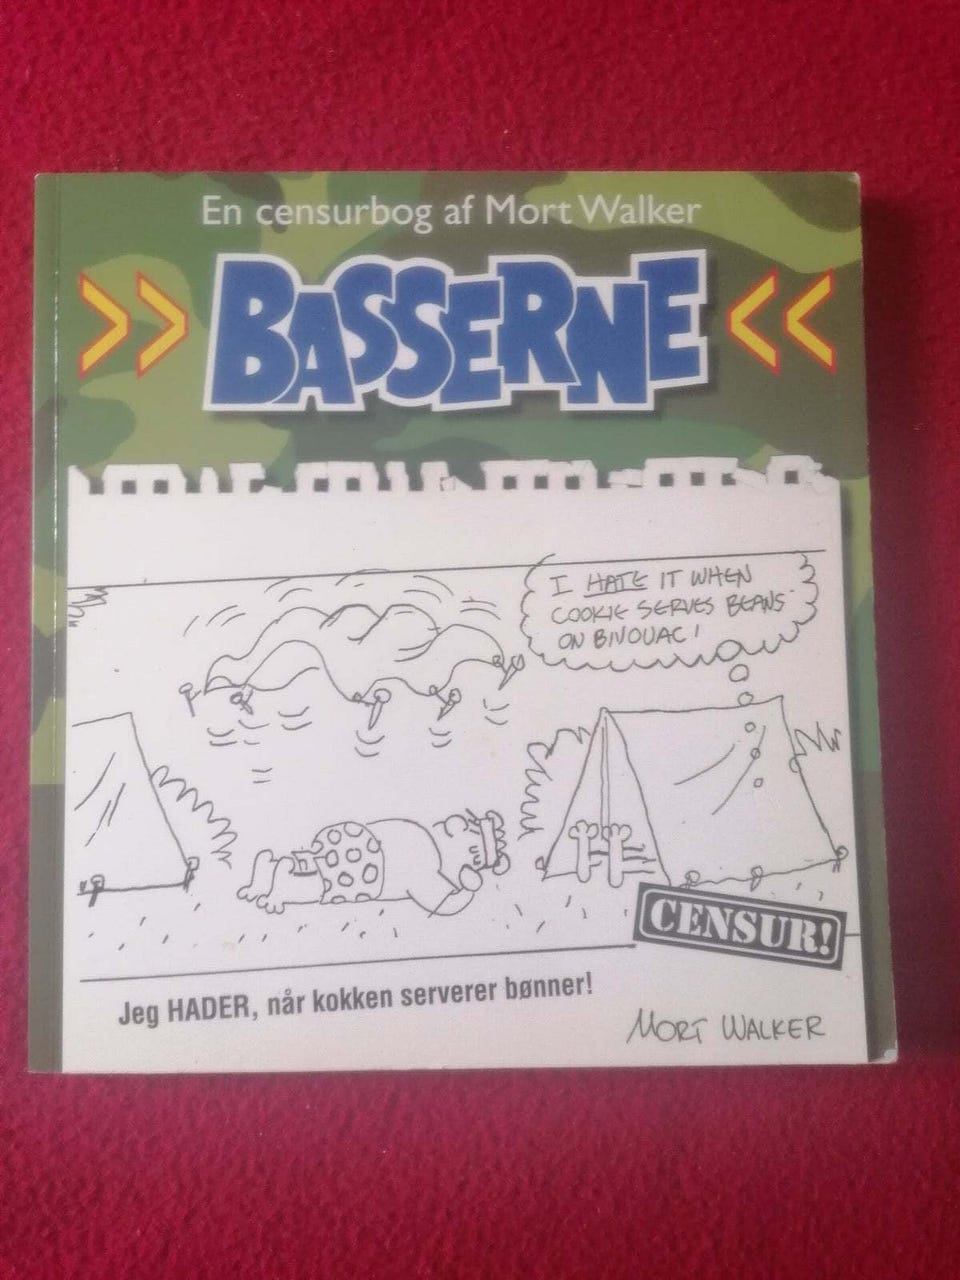 En censurbog af Mort Walker
BASSERNE
I HATE IT WHEN
COOKIE SERVES BEANS
ON BIVOUAC!
CENSUR!
Jeg HADER, når kokken serverer bønner!
MORT WALKER